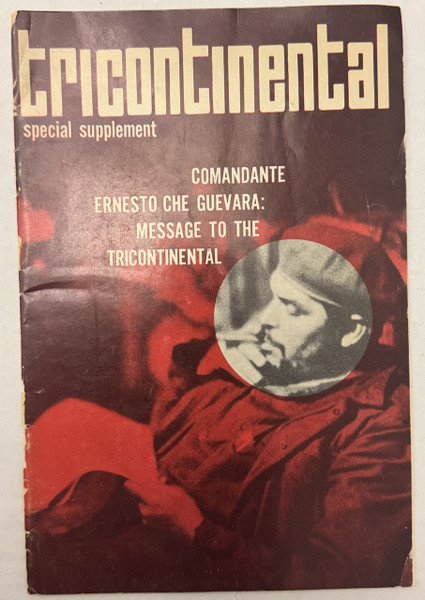 tricontinental
special supplement
COMANDANTE
ERNESTO CHE GUEVARA:
MESSAGE TO THE
TRICONTINENTAL